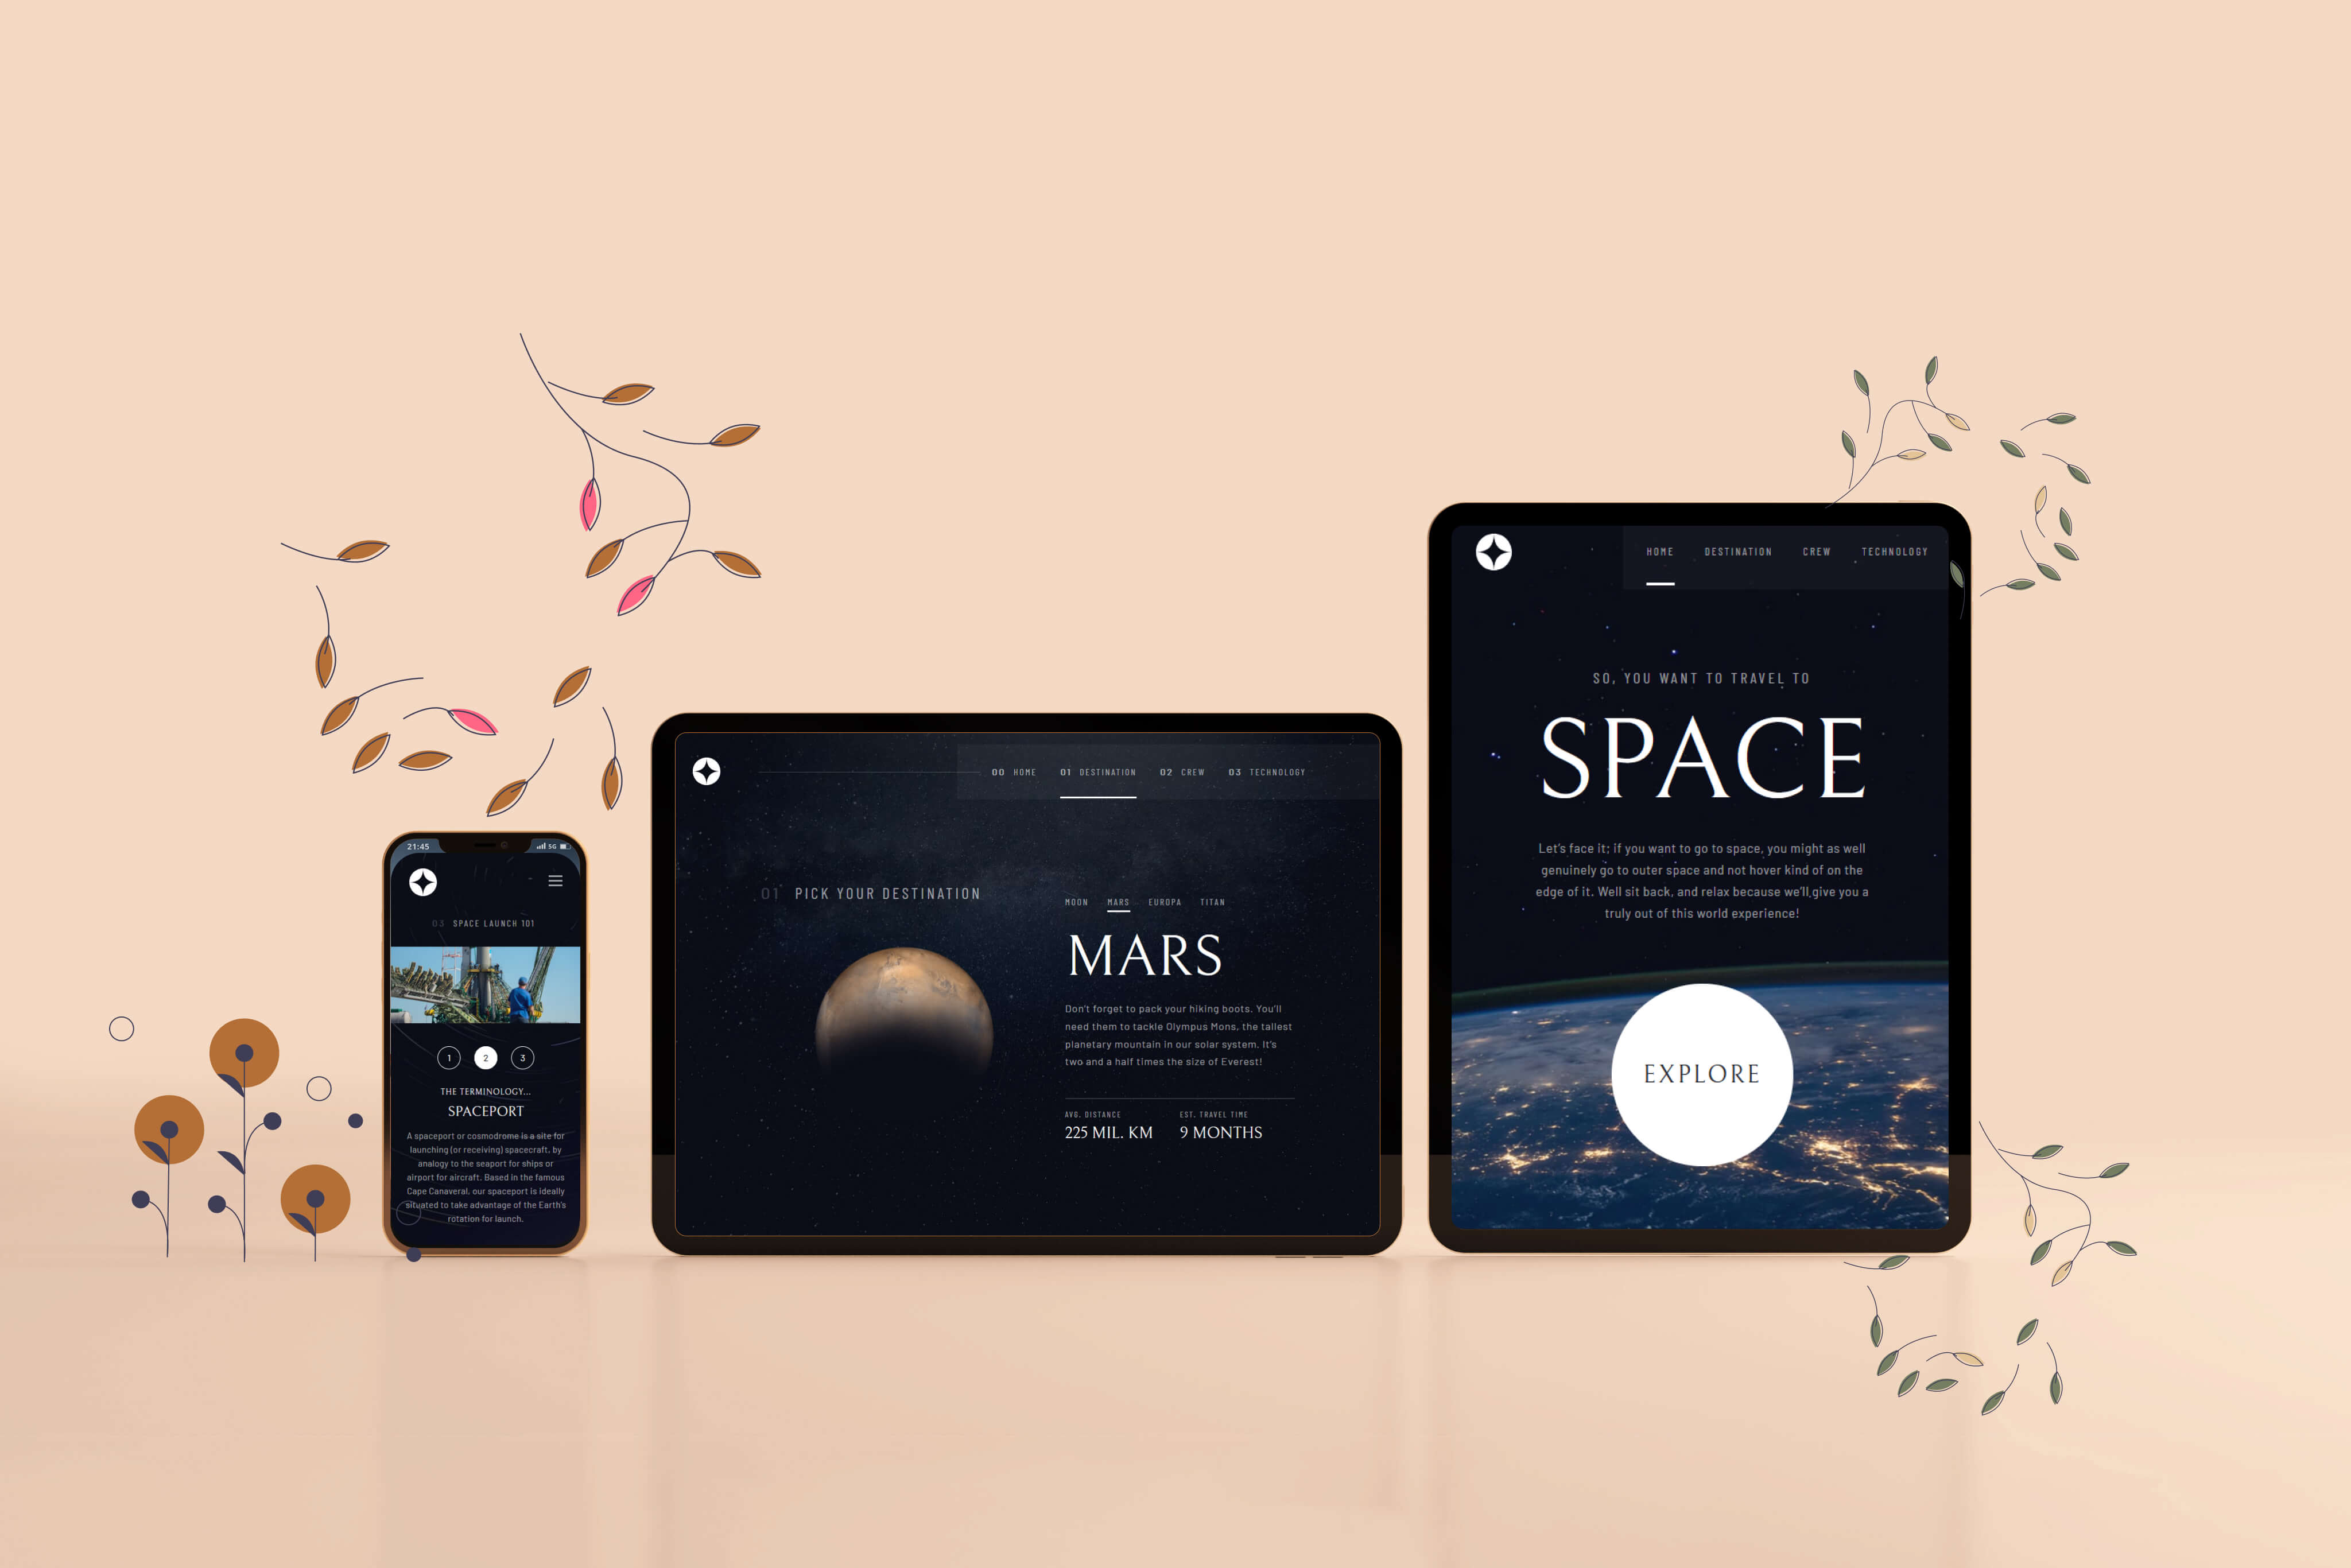 21:45
5G
03 SPACE LAUNCH 101
1 2 3
THE TERMINOLOGY...
SPACEPORT
A spaceport or cosmodrome is a site for
launching (or receiving) spacecraft, by
analogy to the seaport for ships or
airport for aircraft. Based in the famous
Cape Canaveral, our spaceport is ideally
situated to take advantage of the Earth's
rotation for launch.
00 HOME 01 DESTINATION 02 CREW 03 TECHNOLOGY
01 PICK YOUR DESTINATION
MOON MARS EUROPA TITAN
MARS
Don't forget to pack your hiking boots. You'll
need them to tackle Olympus Mons, the tallest
planetary mountain in our solar system. It's
two and a half times the size of Everest!
AVG. DISTANCE
225 MIL. KM
EST. TRAVEL TIME
9 MONTHS
HOME DESTINATION CREW TECHNOLOGY
SO, YOU WANT TO TRAVEL TO
SPACE
Let's face it; if you want to go to space, you might as well
genuinely go to outer space and not hover kind of on the
edge of it. Well sit back, and relax because we'll give you a
truly out of this world experience!
EXPLORE